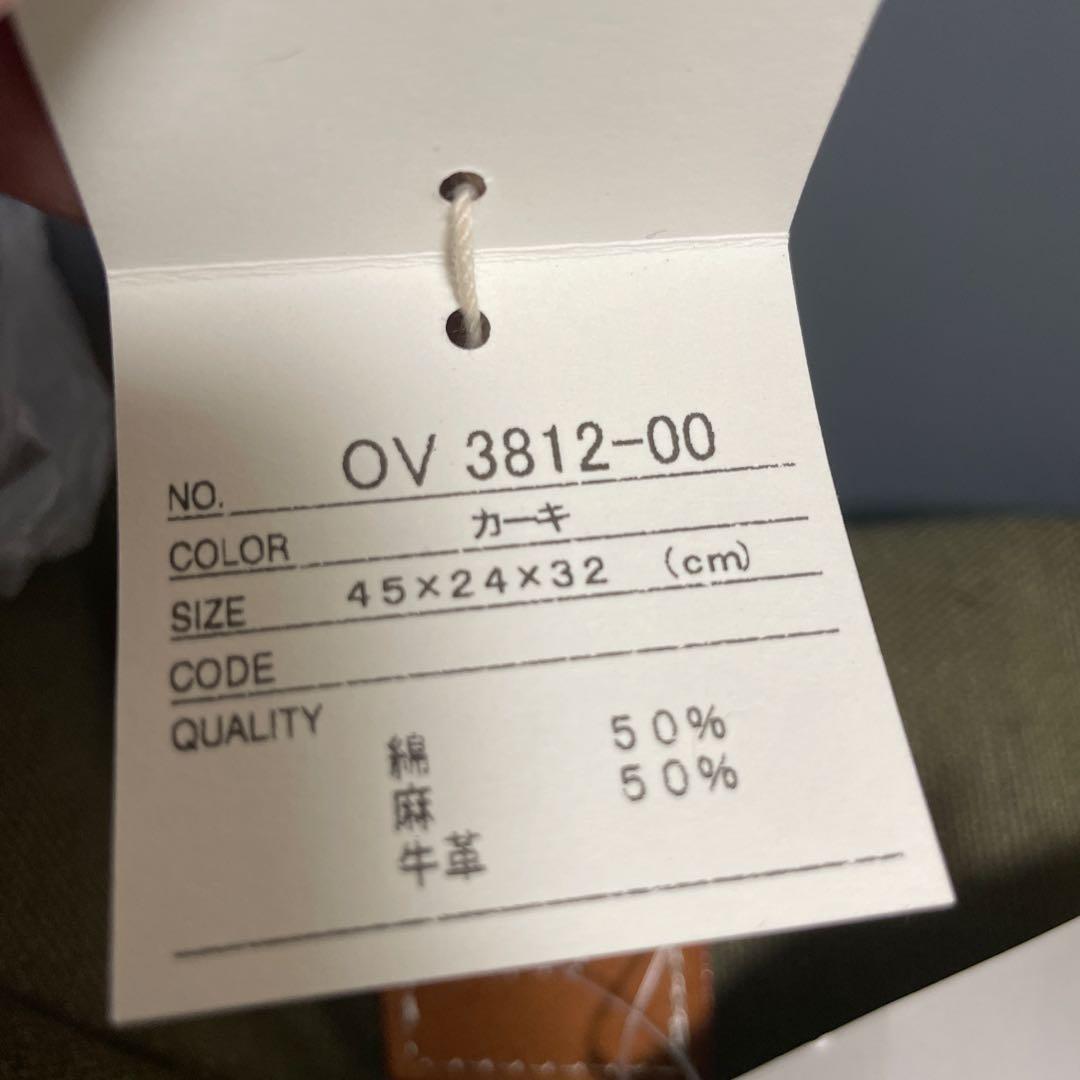 NO. OV 3812-00
COLOR カーキ
SIZE 45×24×32 (cm)
CODE
QUALITY
綿 50%
麻 50%
牛革